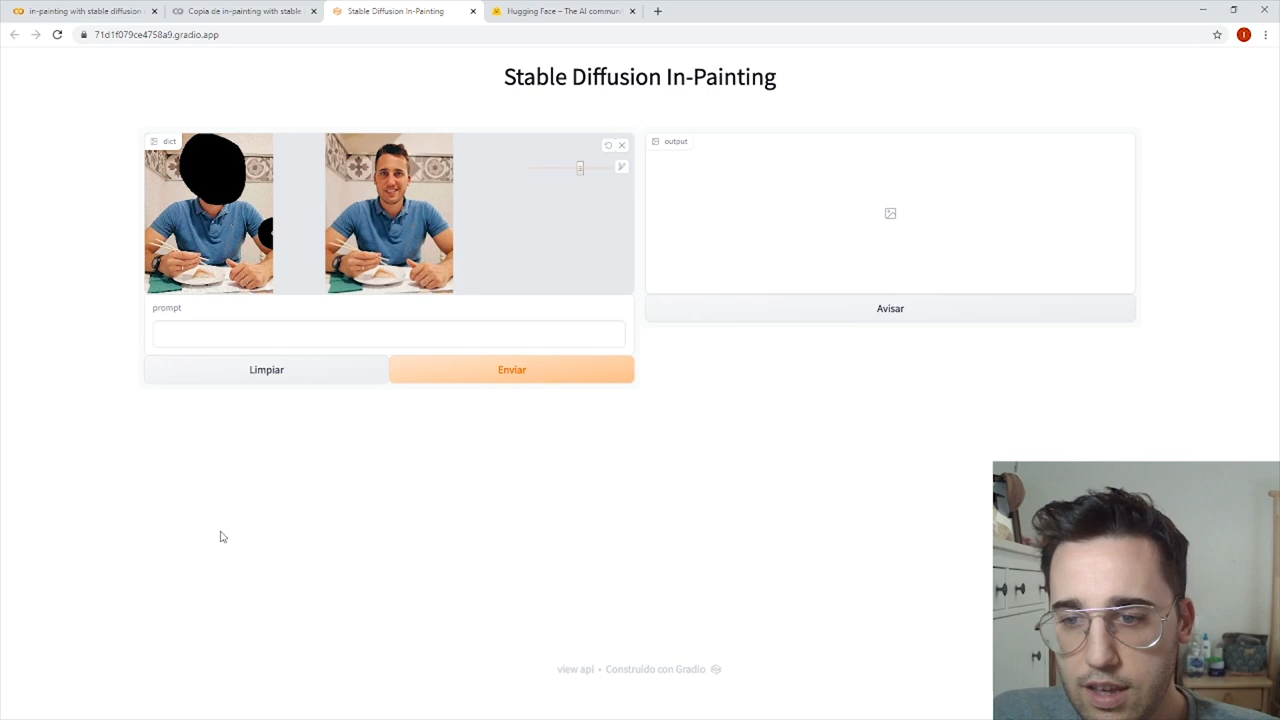 in-painting with stable diffusion
Copia de in-painting with stable
Stable Diffusion In-Painting
Hugging Face – The AI communi
71d1f079ce4758a9.gradio.app
Stable Diffusion In-Painting
dict
output
prompt
Avisar
Limpiar
Enviar
view api • Construido con Gradio